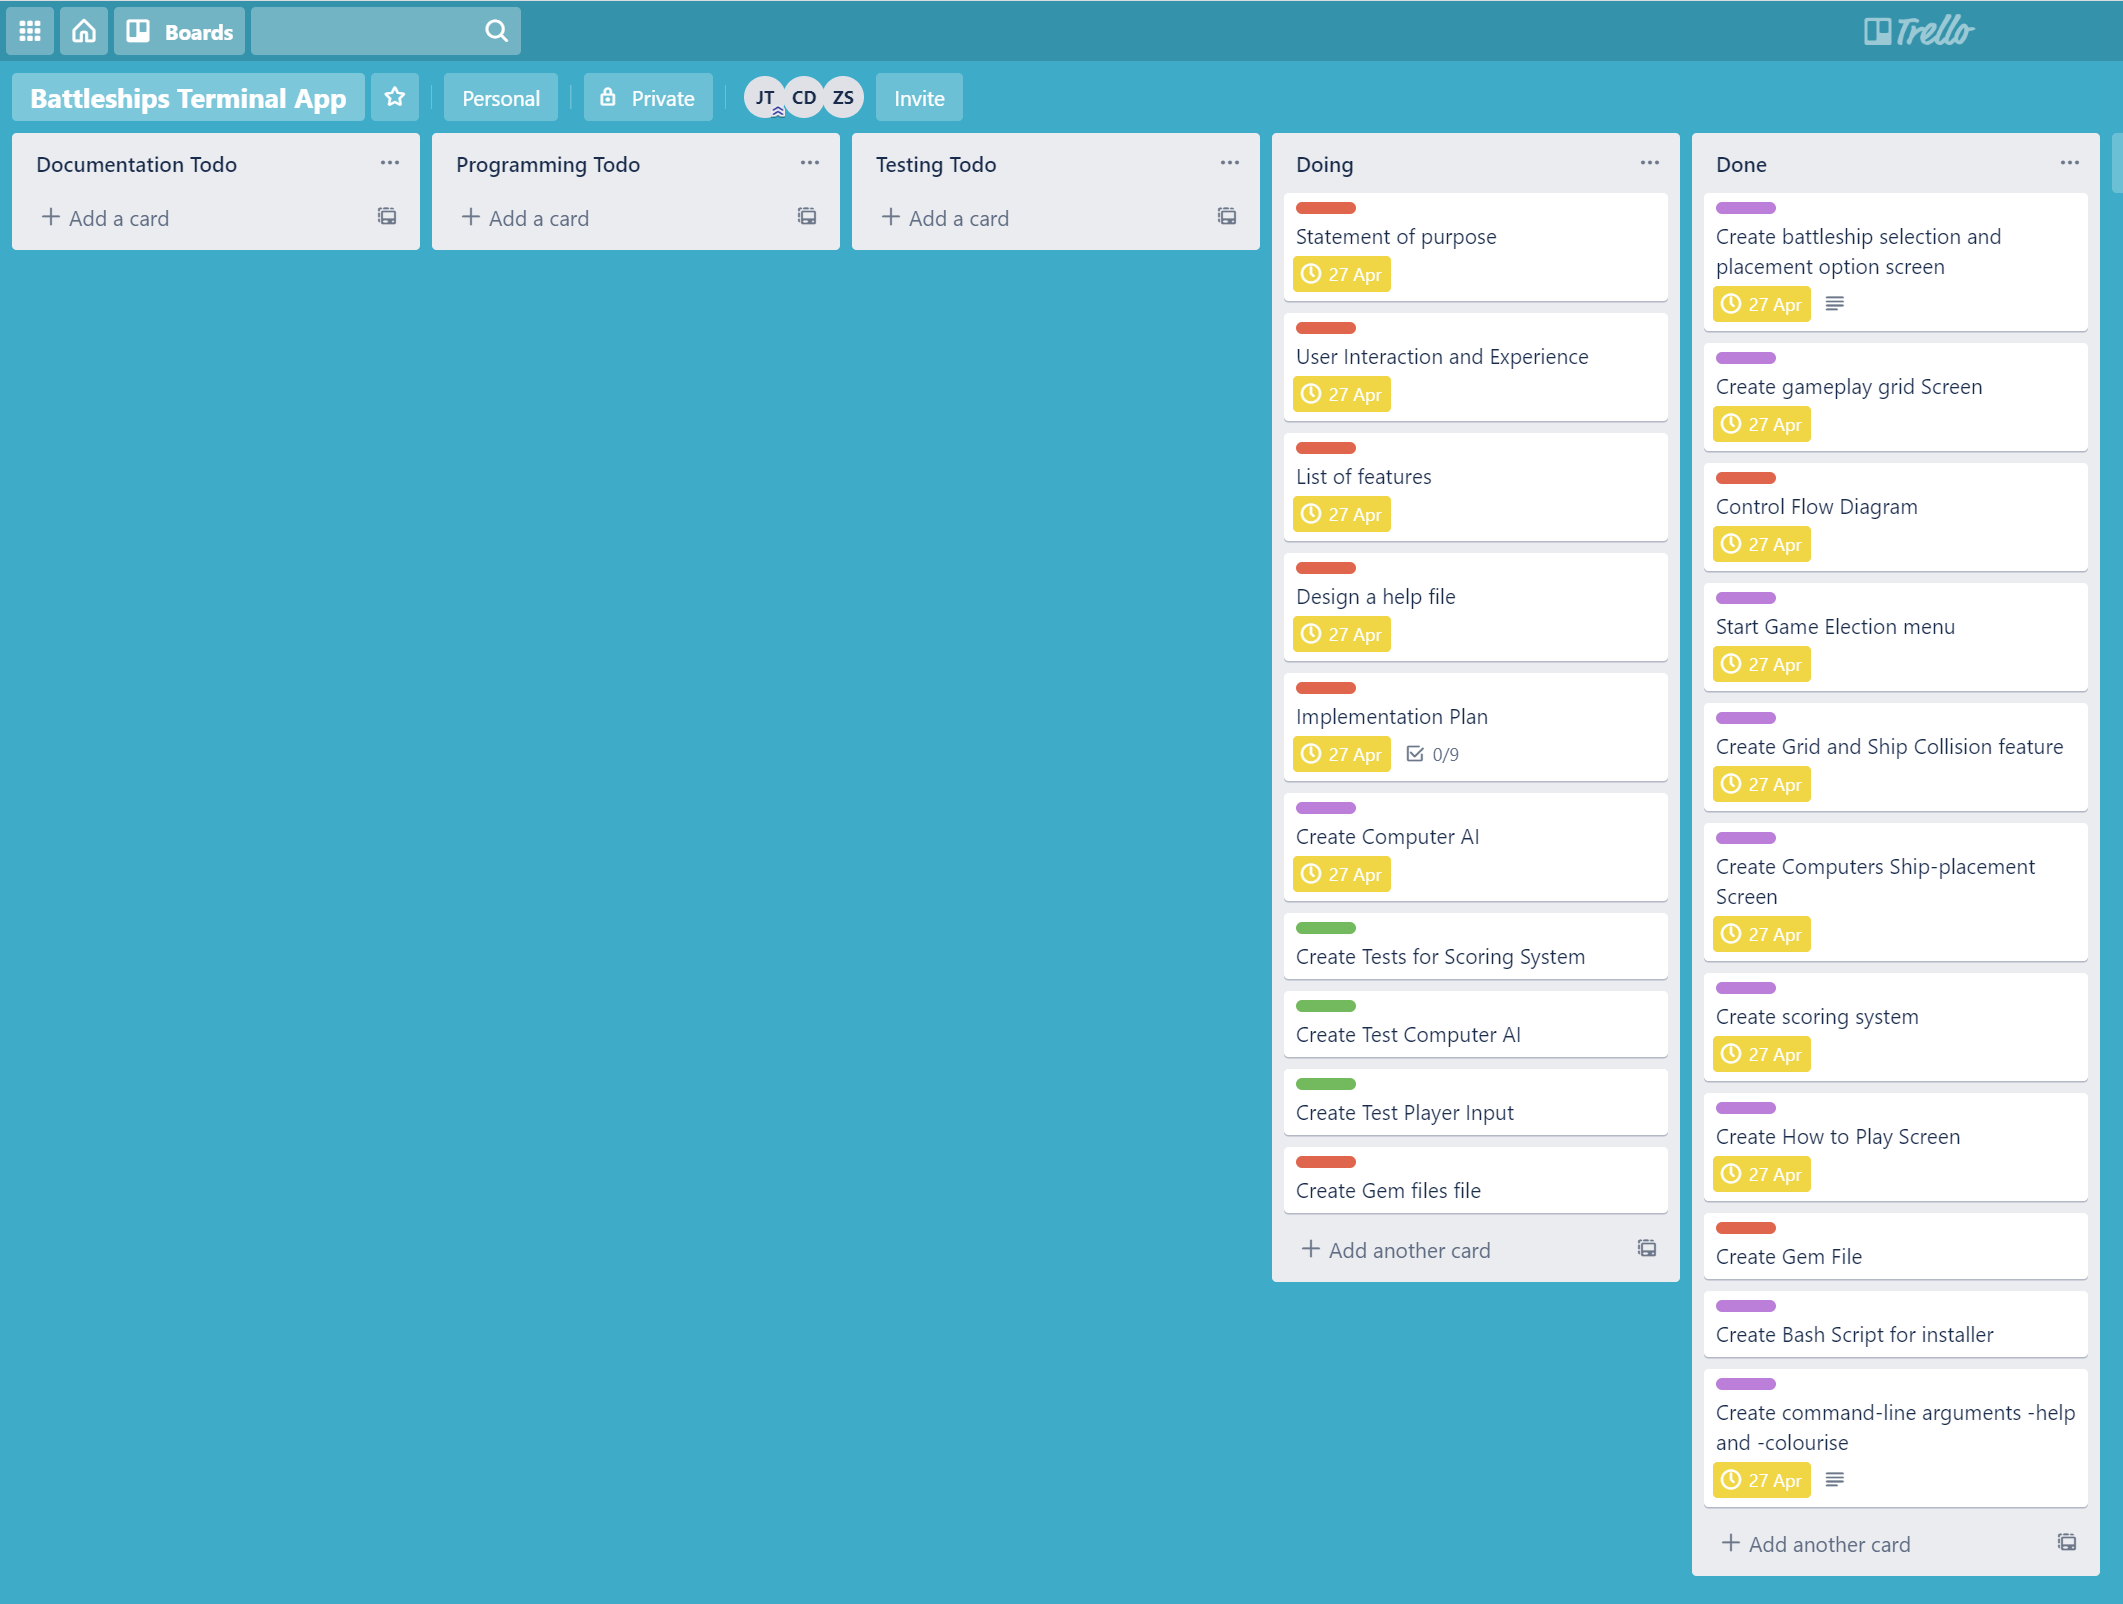 Boards
Trello
Battleships Terminal App
Personal
Private
JT
CD
ZS
Invite
Documentation Todo
Add a card
Programming Todo
Add a card
Testing Todo
Add a card
Doing
Statement of purpose
27 Apr
User Interaction and Experience
27 Apr
List of features
27 Apr
Design a help file
27 Apr
Implementation Plan
27 Apr 0/9
Create Computer AI
27 Apr
Create Tests for Scoring System
Create Test Computer AI
Create Test Player Input
Create Gem files file
Add another card
Done
Create battleship selection and
placement option screen
27 Apr
Create gameplay grid Screen
27 Apr
Control Flow Diagram
27 Apr
Start Game Election menu
27 Apr
Create Grid and Ship Collision feature
27 Apr
Create Computers Ship-placement
Screen
27 Apr
Create scoring system
27 Apr
Create How to Play Screen
27 Apr
Create Gem File
Create Bash Script for installer
Create command-line arguments -help
and -colourise
27 Apr
Add another card